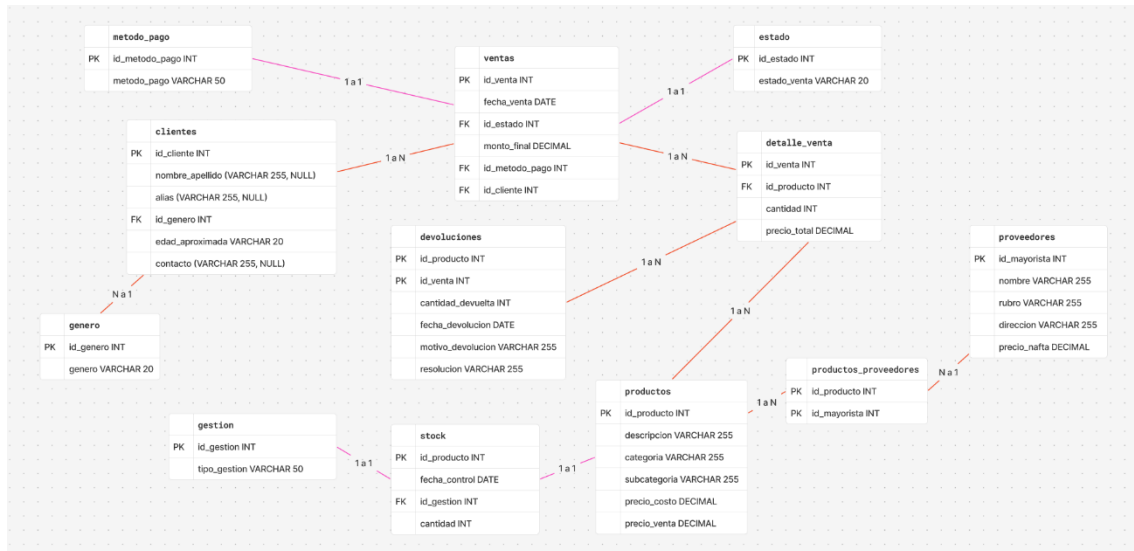 metodo_pago
PK id_metodo_pago INT
metodo_pago VARCHAR 50
ventas
PK id_venta INT
fecha_venta DATE
FK id_estado INT
monto_final DECIMAL
FK id_metodo_pago INT
FK id_cliente INT
estado
PK id_estado INT
estado_venta VARCHAR 20
1 a 1
1 a 1
clientes
PK id_cliente INT
nombre_apellido (VARCHAR 255, NULL)
alias (VARCHAR 255, NULL)
FK id_genero INT
edad_aproximada VARCHAR 20
contacto (VARCHAR 255, NULL)
1 a N
1 a N
detalle_venta
PK id_venta INT
FK id_producto INT
cantidad INT
precio_total DECIMAL
devoluciones
PK id_producto INT
PK id_venta INT
cantidad_devuelta INT
fecha_devolucion DATE
motivo_devolucion VARCHAR 255
resolucion VARCHAR 255
1 a N
proveedores
PK id_mayorista INT
nombre VARCHAR 255
rubro VARCHAR 255
direccion VARCHAR 255
precio_nafta DECIMAL
N a 1
genero
PK id_genero INT
genero VARCHAR 20
1 a N
productos_proveedores
PK id_producto INT
PK id_mayorista INT
N a 1
1 a N
productos
PK id_producto INT
descripcion VARCHAR 255
categoria VARCHAR 255
subcategoria VARCHAR 255
precio_costo DECIMAL
precio_venta DECIMAL
gestion
PK id_gestion INT
tipo_gestion VARCHAR 50
1 a 1
stock
PK id_producto INT
fecha_control DATE
FK id_gestion INT
cantidad INT
1 a 1